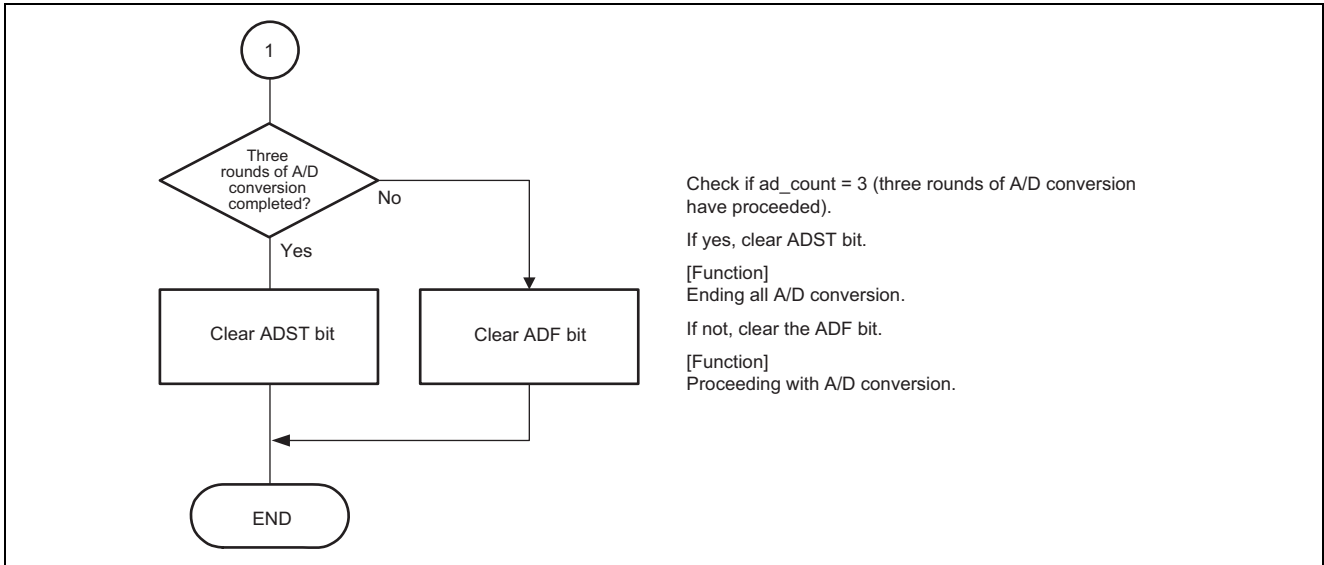 1
Three
rounds of A/D
conversion
completed?
No
Yes
Clear ADST bit
Clear ADF bit
END
Check if ad_count = 3 (three rounds of A/D conversion
have proceeded).
If yes, clear ADST bit.
[Function]
Ending all A/D conversion.
If not, clear the ADF bit.
[Function]
Proceeding with A/D conversion.